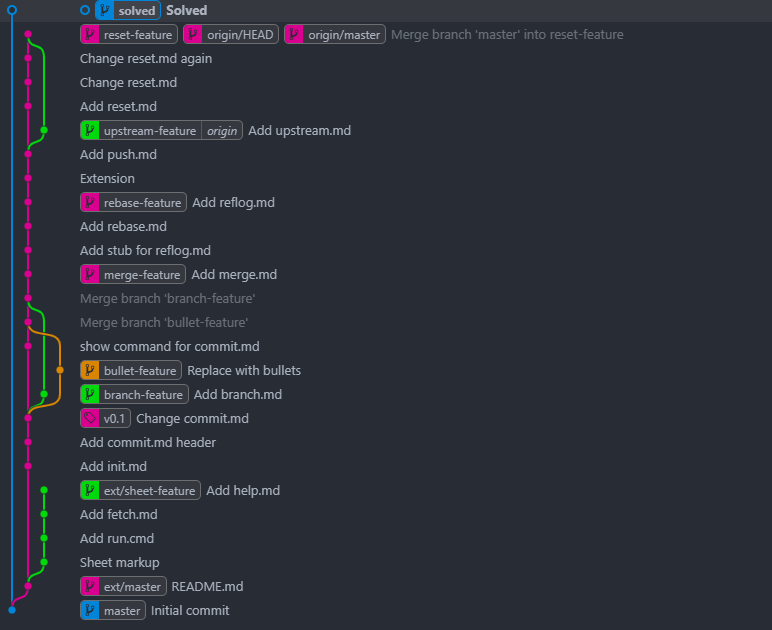 solved Solved
reset-feature origin/HEAD origin/master Merge branch 'master' into reset-feature
Change reset.md again
Change reset.md
Add reset.md
upstream-feature origin Add upstream.md
Add push.md
Extension
rebase-feature Add reflog.md
Add rebase.md
Add stub for reflog.md
merge-feature Add merge.md
Merge branch 'branch-feature'
Merge branch 'bullet-feature'
show command for commit.md
bullet-feature Replace with bullets
branch-feature Add branch.md
v0.1 Change commit.md
Add commit.md header
Add init.md
ext/sheet-feature Add help.md
Add fetch.md
Add run.cmd
Sheet markup
ext/master README.md
master Initial commit